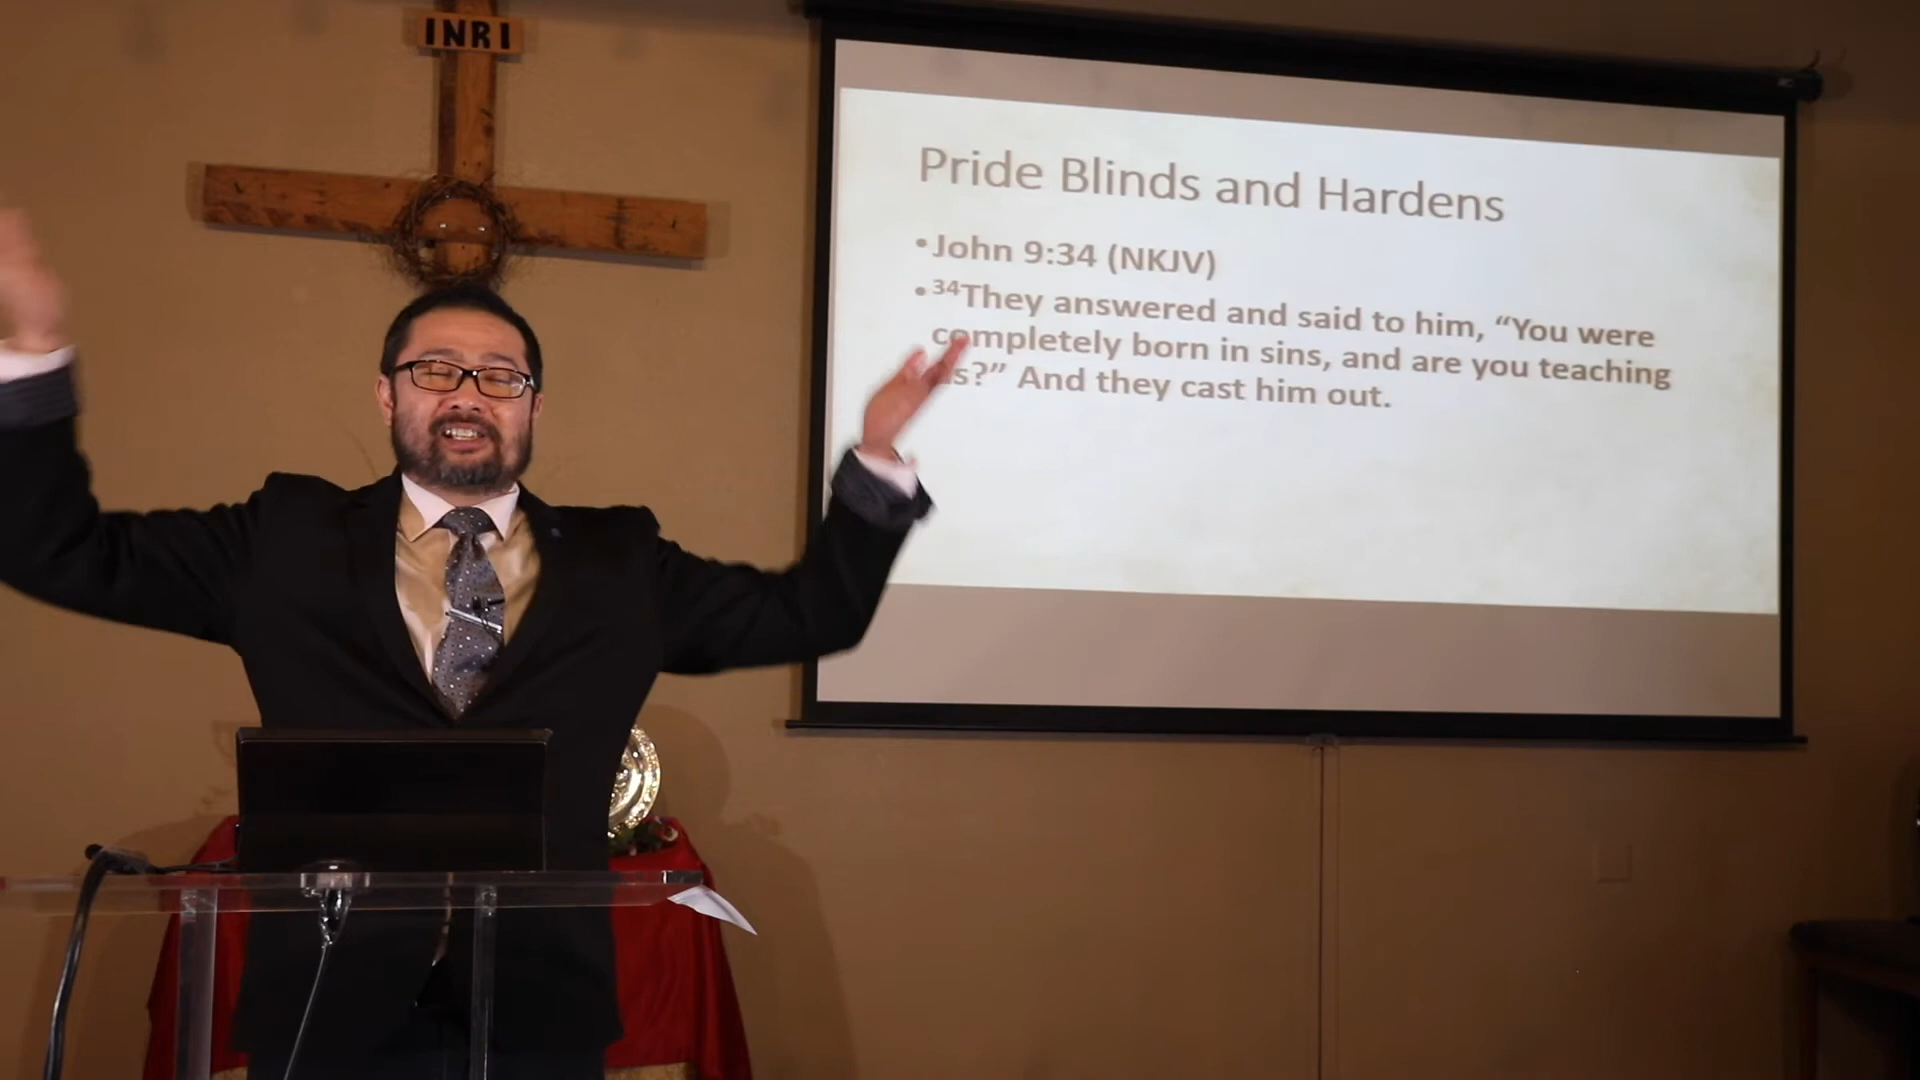 INRI
Pride Blinds and Hardens
•John 9:34 (NKJV)
•³⁴They answered and said to him, “You were
completely born in sins, and are you teaching
s?” And they cast him out.